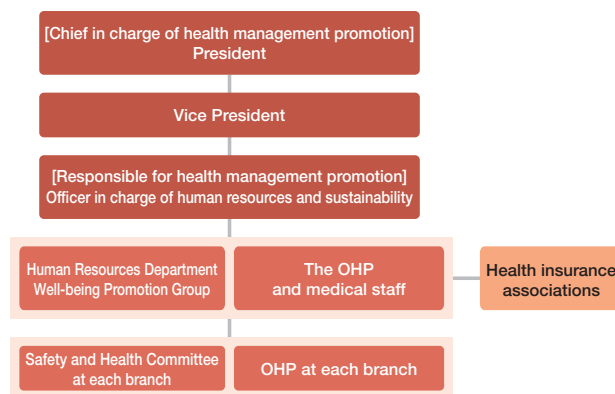 [Chief in charge of health management promotion]
President
Vice President
[Responsible for health management promotion]
Officer in charge of human resources and sustainability
Human Resources Department
Well-being Promotion Group
The OHP
and medical staff
Health insurance
associations
Safety and Health Committee
at each branch
OHP at each branch